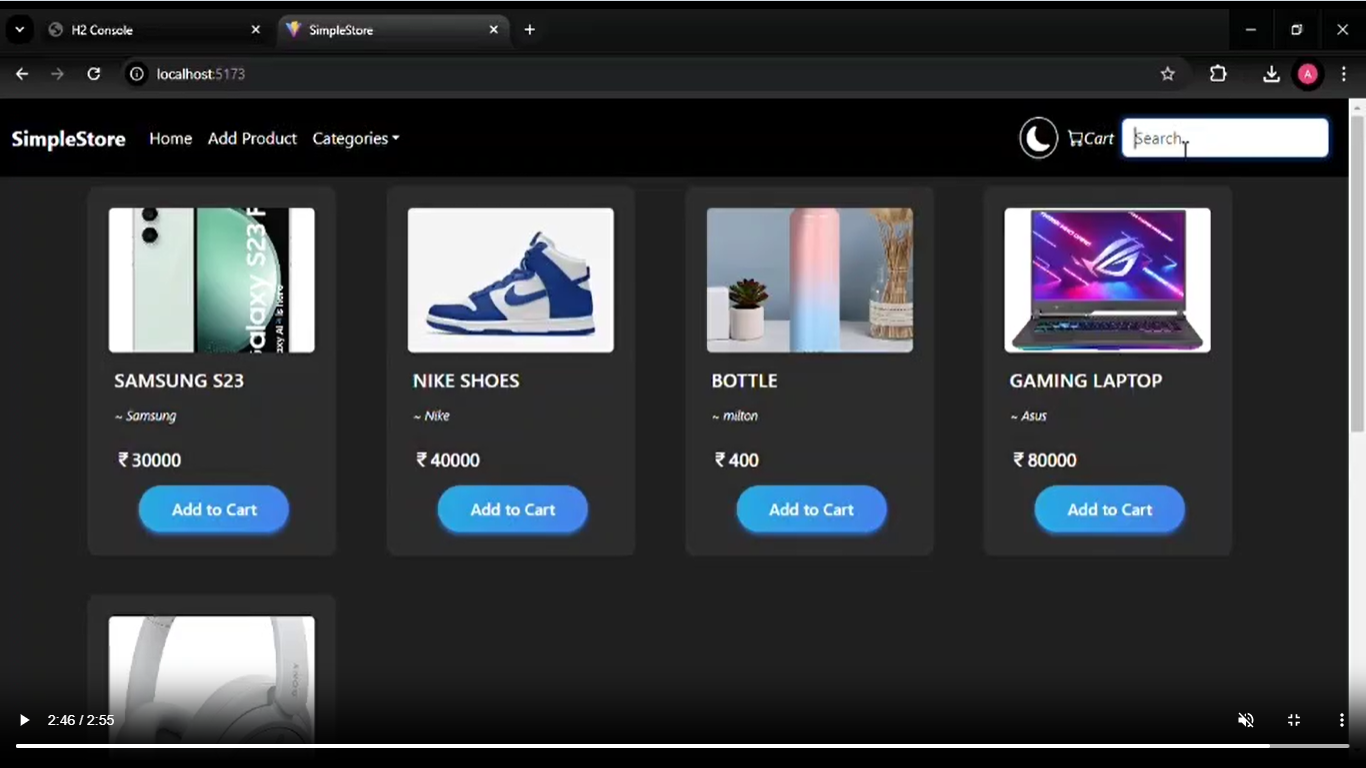 H2 Console
SimpleStore
localhost:5173
A
SimpleStore Home Add Product Categories
Cart Search..
Galaxy S23 F
SAMSUNG S23
~ Samsung
₹ 30000
Add to Cart
NIKE SHOES
~ Nike
₹ 40000
Add to Cart
BOTTLE
~ milton
₹ 400
Add to Cart
GAMING LAPTOP
~ Asus
₹ 80000
Add to Cart
2:46 / 2:55